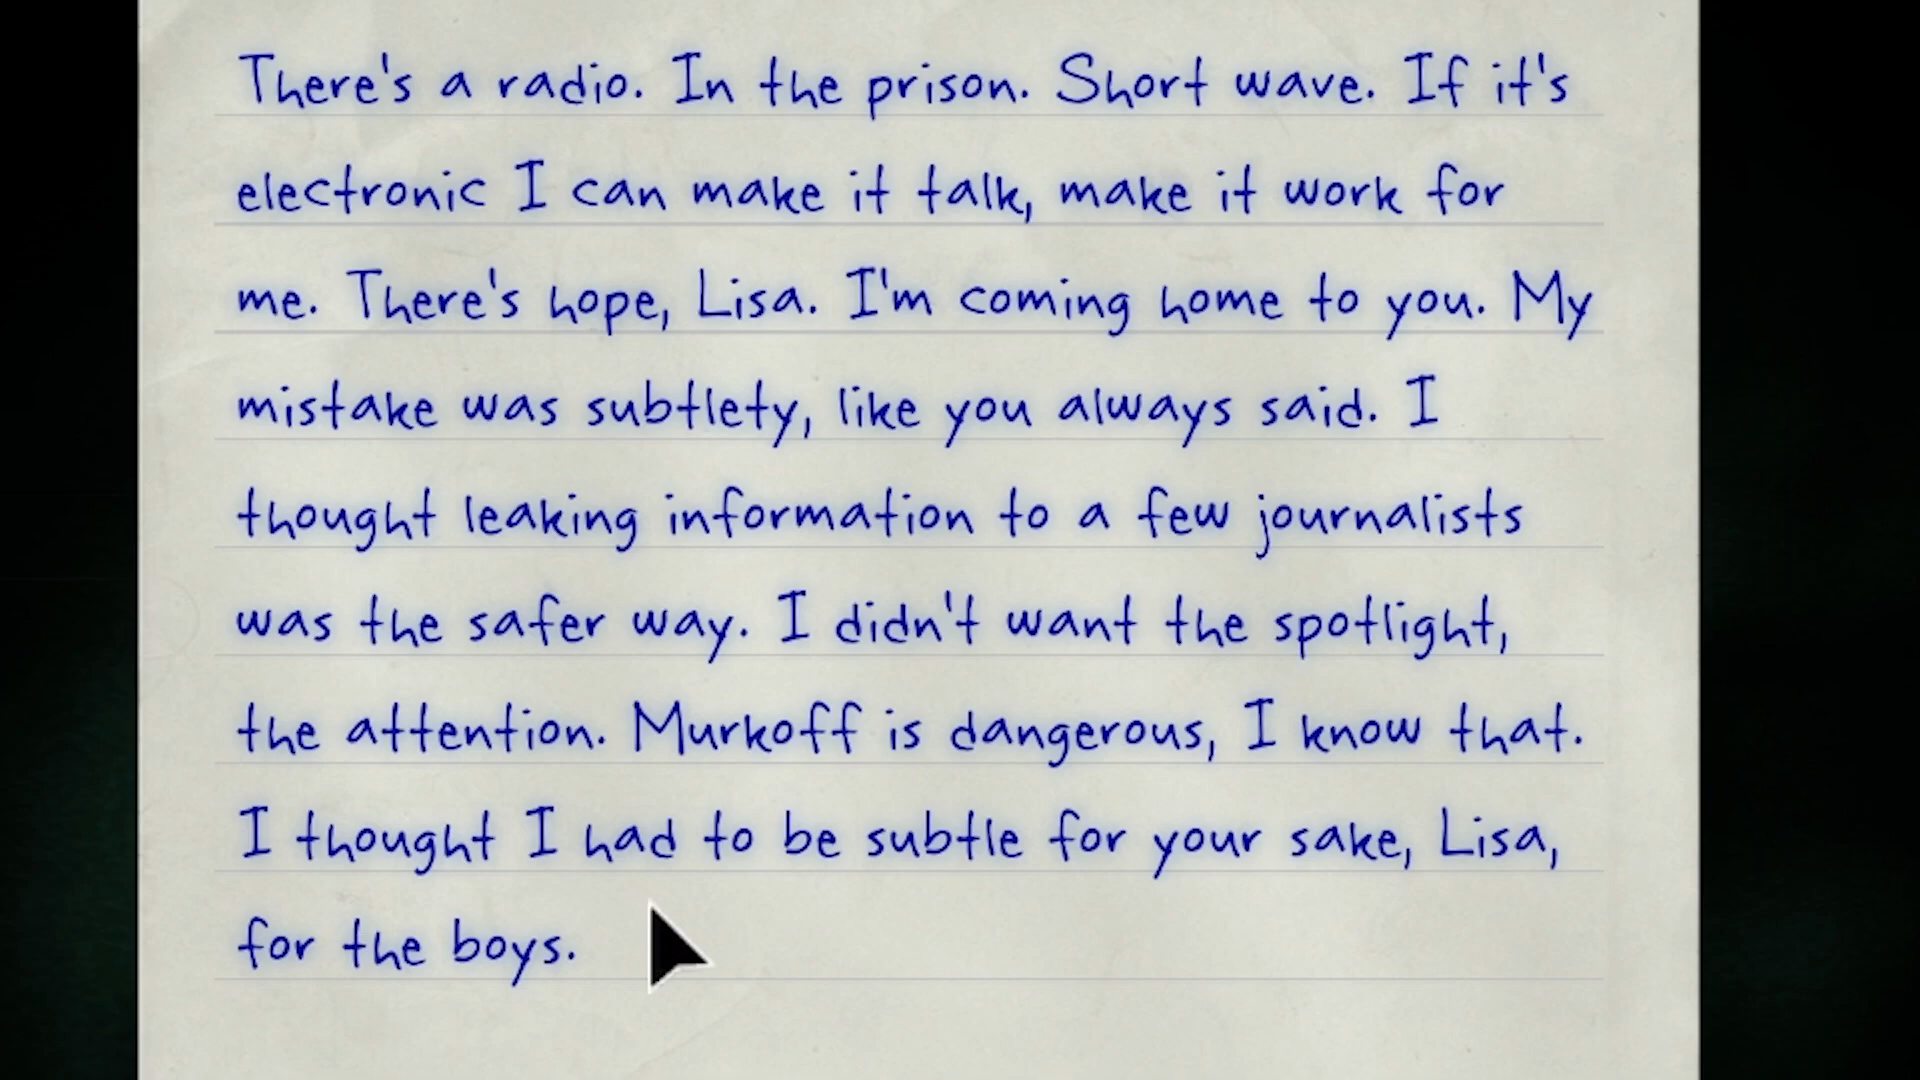 There's a radio. In the prison. Short wave. If it's
electronic I can make it talk, make it work for
me. There's hope, Lisa. I'm coming home to you. My
mistake was subtlety, like you always said. I
thought leaking information to a few journalists
was the safer way. I didn't want the spotlight,
the attention. Murkoff is dangerous, I know that.
I thought I had to be subtle for your sake, Lisa,
for the boys.